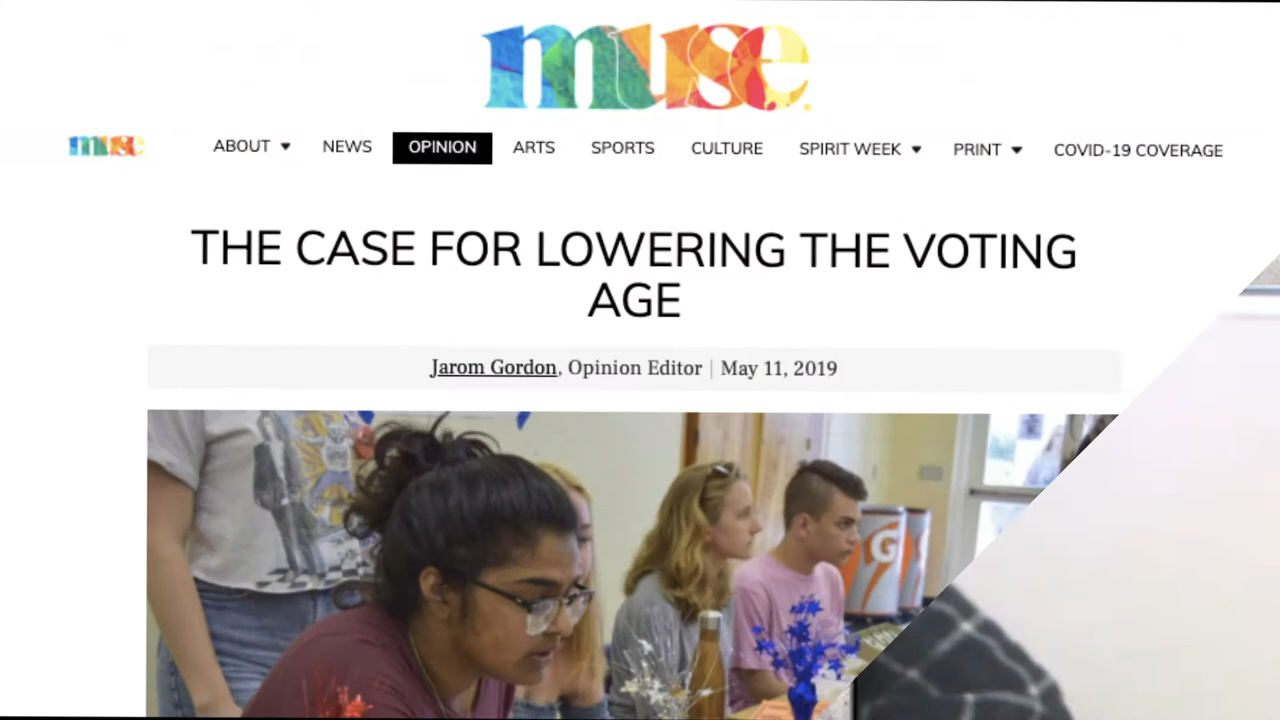 muse.
muse ABOUT NEWS OPINION ARTS SPORTS CULTURE SPIRIT WEEK PRINT COVID-19 COVERAGE
THE CASE FOR LOWERING THE VOTING
AGE
Jarom Gordon, Opinion Editor | May 11, 2019
G